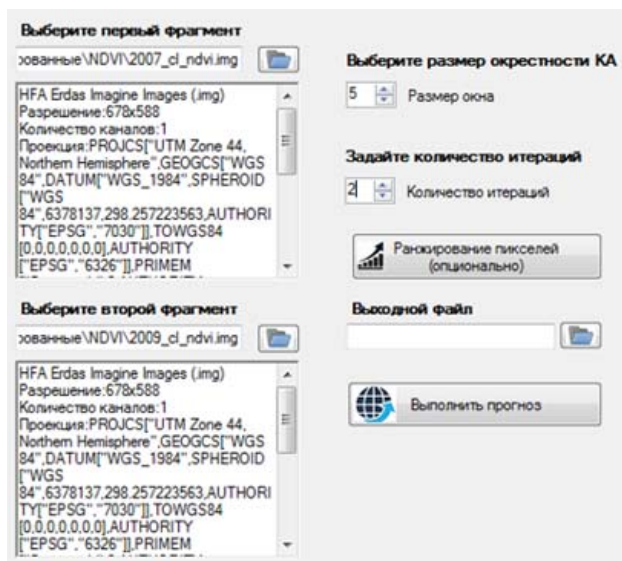 Выберите первый фрагмент
рованные\NDVI\2007_cl_ndvi.img
HFA Erdas Imagine Images (.img)
Разрешение:678x588
Количество каналов:1
Проекция:PROJCS["UTM Zone 44,
Northern Hemisphere",GEOGCS["WGS
84",DATUM["WGS_1984",SPHEROID
["WGS
84",6378137,298.257223563,AUTHORI
TY["EPSG","7030"]],TOWGS84
[0,0,0,0,0,0,0],AUTHORITY
["EPSG","6326"]],PRIMEM
Выберите второй фрагмент
рованные\NDVI\2009_cl_ndvi.img
HFA Erdas Imagine Images (.img)
Разрешение:678x588
Количество каналов:1
Проекция:PROJCS["UTM Zone 44,
Northern Hemisphere",GEOGCS["WGS
84",DATUM["WGS_1984",SPHEROID
["WGS
84",6378137,298.257223563,AUTHORI
TY["EPSG","7030"]],TOWGS84
[0,0,0,0,0,0,0],AUTHORITY
["EPSG","6326"]],PRIMEM
Выберите размер окрестности КА
5 Размер окна
Задайте количество итераций
2 Количество итераций
Ранжирование пикселей
(опционально)
Выходной файл
Выполнить прогноз